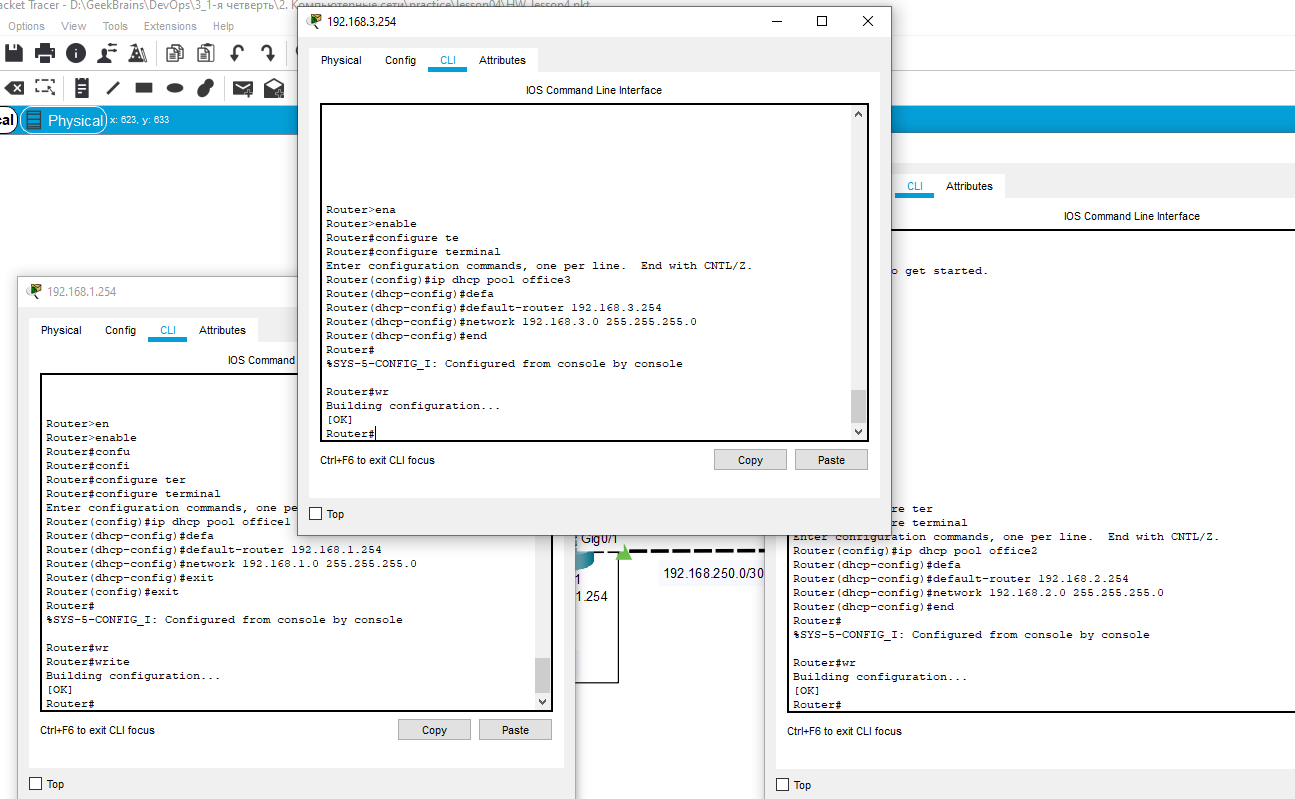 acket Tracer - D:\GeekBrains\DevOps\3_1-я четверть\2. Компьютерные сети\practice\lesson04\HW_lesson4.pkt
Options View Tools Extensions Help
al Physical x: 623, y: 633
192.168.3.254
Physical Config CLI Attributes
IOS Command Line Interface
Router>ena
Router>enable
Router#configure te
Router#configure terminal
Enter configuration commands, one per line.  End with CNTL/Z.
Router(config)#ip dhcp pool office3
Router(dhcp-config)#defa
Router(dhcp-config)#default-router 192.168.3.254
Router(dhcp-config)#network 192.168.3.0 255.255.255.0
Router(dhcp-config)#end
Router#
%SYS-5-CONFIG_I: Configured from console by console
Router#wr
Building configuration...
[OK]
Router#
Ctrl+F6 to exit CLI focus
Copy Paste
Top
192.168.1.254
Physical Config CLI Attributes
IOS Command
Router>en
Router>enable
Router#confu
Router#confi
Router#configure ter
Router#configure terminal
Enter configuration commands, one pe
Router(config)#ip dhcp pool office1
Router(dhcp-config)#defa
Router(dhcp-config)#default-router 192.168.1.254
Router(dhcp-config)#network 192.168.1.0 255.255.255.0
Router(dhcp-config)#exit
Router(config)#exit
Router#
%SYS-5-CONFIG_I: Configured from console by console
Router#wr
Router#write
Building configuration...
[OK]
Router#
Ctrl+F6 to exit CLI focus
Copy Paste
Top
Gig0/1
192.168.250.0/30
1
1.254
CLI Attributes
IOS Command Line Interface
o get started.
re ter
re terminal
Enter configuration commands, one per line.  End with CNTL/Z.
Router(config)#ip dhcp pool office2
Router(dhcp-config)#defa
Router(dhcp-config)#default-router 192.168.2.254
Router(dhcp-config)#network 192.168.2.0 255.255.255.0
Router(dhcp-config)#end
Router#
%SYS-5-CONFIG_I: Configured from console by console
Router#wr
Building configuration...
[OK]
Router#
Ctrl+F6 to exit CLI focus
Top